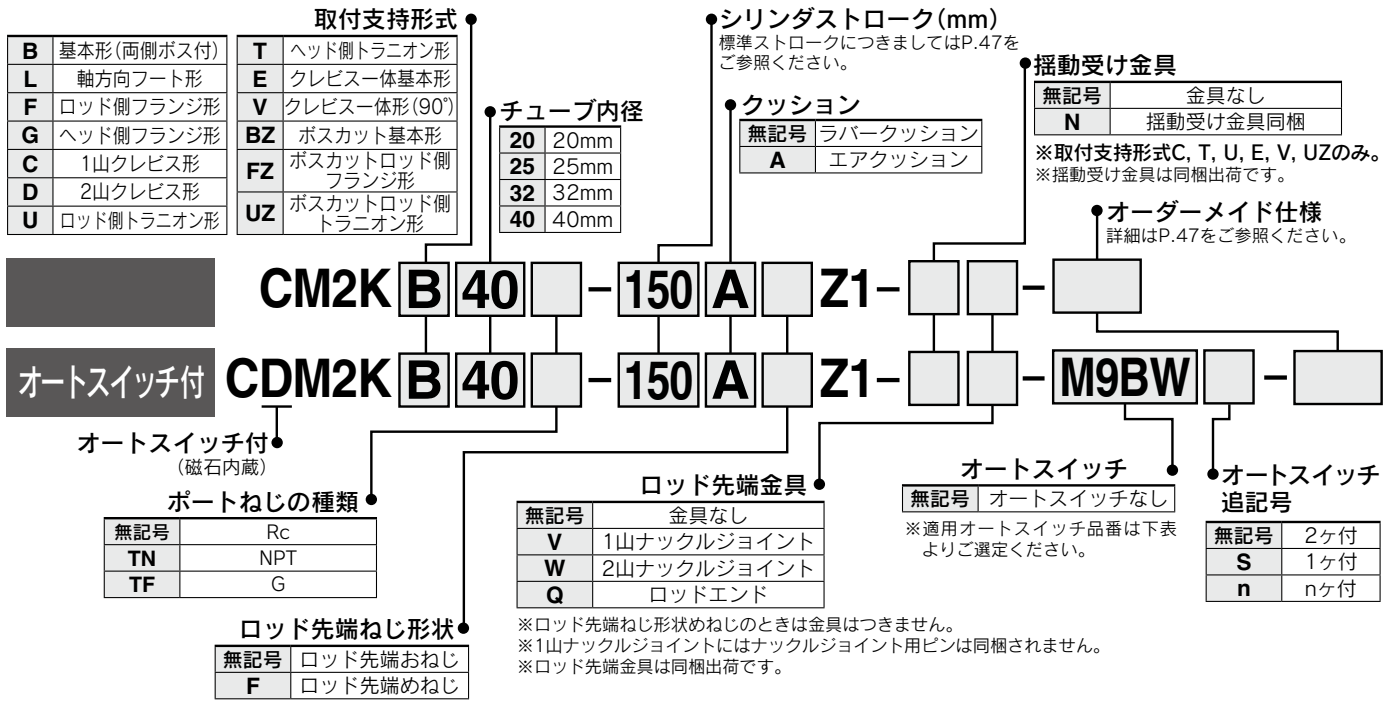 取付支持形式
B 基本形(両側ボス付)
L 軸方向フート形
F ロッド側フランジ形
G ヘッド側フランジ形
C 1山クレビス形
D 2山クレビス形
U ロッド側トラニオン形
T ヘッド側トラニオン形
E クレビス一体基本形
V クレビス一体形(90°)
BZ ボスカット基本形
FZ ボスカットロッド側
フランジ形
UZ ボスカットロッド側
トラニオン形
チューブ内径
20 20mm
25 25mm
32 32mm
40 40mm
シリンダストローク(mm)
標準ストロークにつきましてはP.47を
ご参照ください。
クッション
無記号 ラバークッション
A エアクッション
揺動受け金具
無記号 金具なし
N 揺動受け金具同梱
※取付支持形式C, T, U, E, V, UZのみ。
※揺動受け金具は同梱出荷です。
オーダーメイド仕様
詳細はP.47をご参照ください。
CM2K B 40 - 150 A Z1- -
オートスイッチ付 CDM2K B 40 - 150 A Z1- - M9BW -
オートスイッチ付
(磁石内蔵)
ポートねじの種類
無記号 Rc
TN NPT
TF G
ロッド先端ねじ形状
無記号 ロッド先端おねじ
F ロッド先端めねじ
ロッド先端金具
無記号 金具なし
V 1山ナックルジョイント
W 2山ナックルジョイント
Q ロッドエンド
※ロッド先端ねじ形状めねじのときは金具はつきません。
※1山ナックルジョイントにはナックルジョイント用ピンは同梱されません。
※ロッド先端金具は同梱出荷です。
オートスイッチ
無記号 オートスイッチなし
※適用オートスイッチ品番は下表
よりご選定ください。
オートスイッチ
追記号
無記号 2ヶ付
S 1ヶ付
n nヶ付